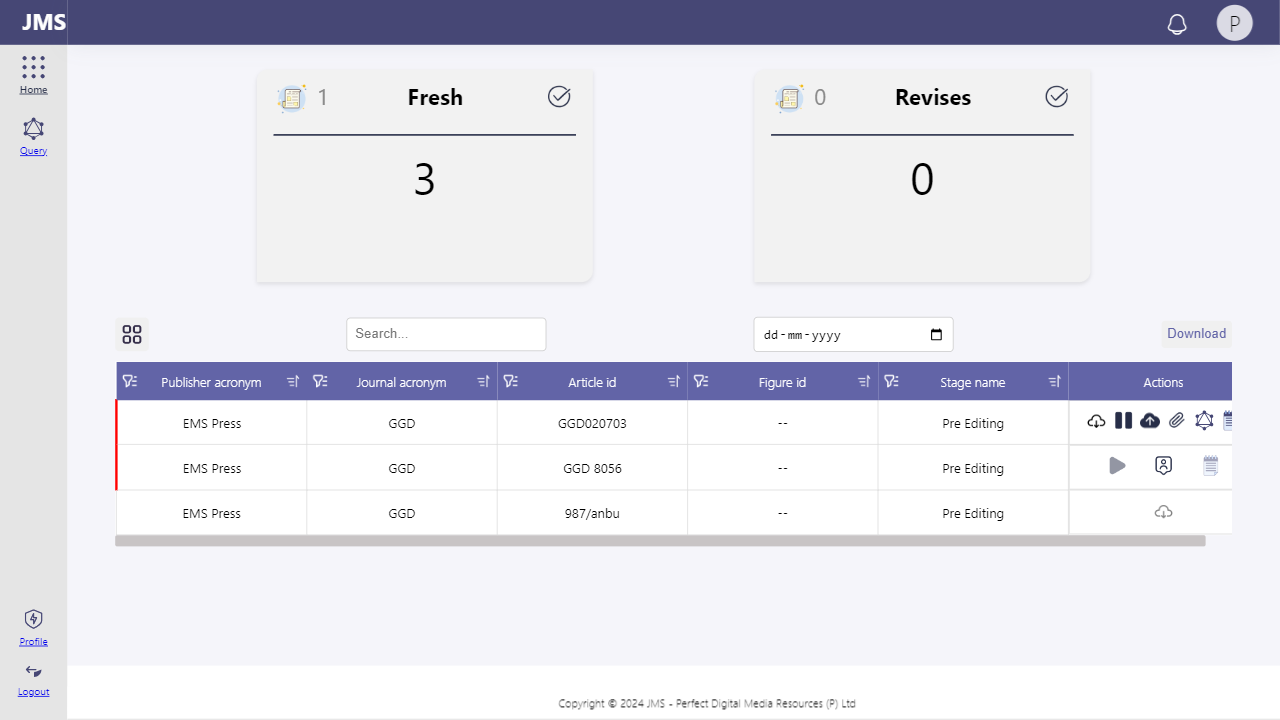 JMS
P
Home
Query
1 Fresh
3
0 Revises
0
Search...
dd-mm-yyyy
Download
Publisher acronym Journal acronym Article id Figure id Stage name Actions
EMS Press GGD GGD020703 -- Pre Editing
EMS Press GGD GGD 8056 -- Pre Editing
EMS Press GGD 987/anbu -- Pre Editing
Profile
Logout
Copyright © 2024 JMS - Perfect Digital Media Resources (P) Ltd